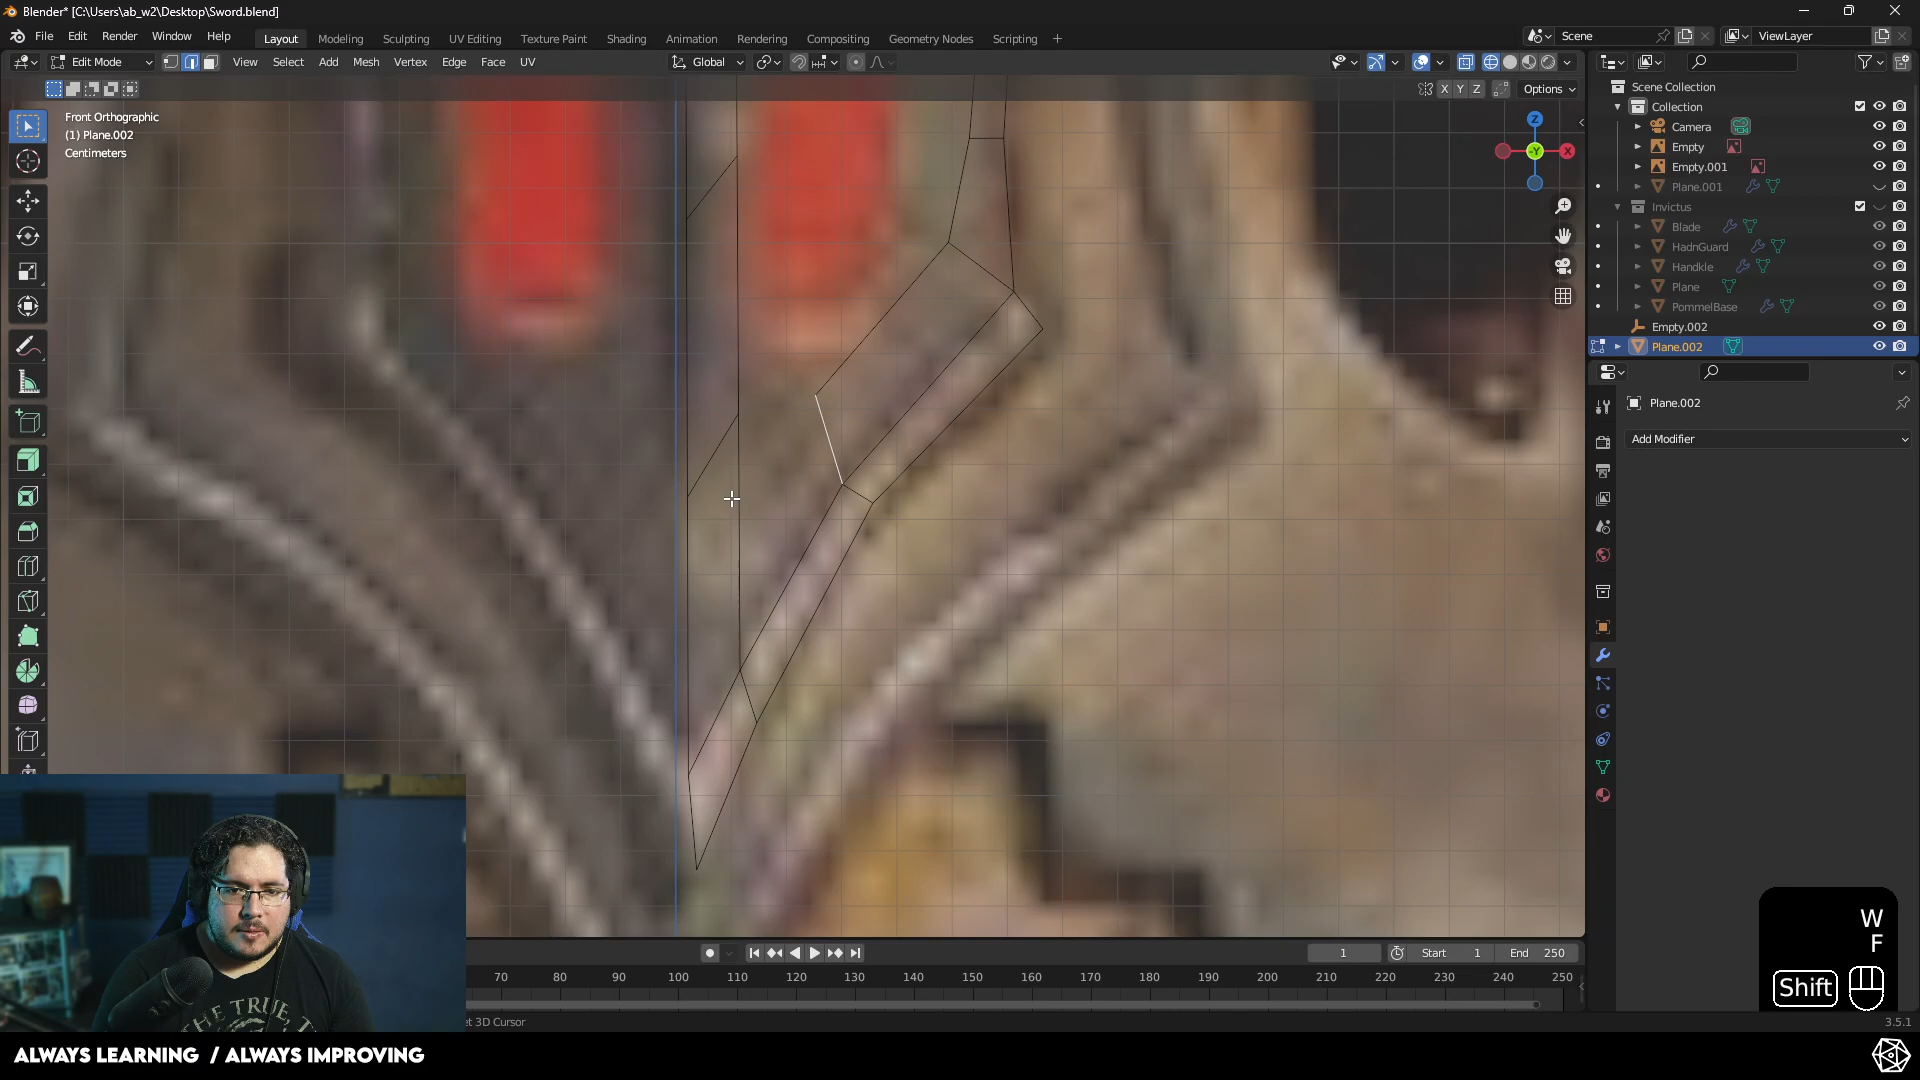 Blender* [C:\Users\ab_w2\Desktop\Sword.blend]
File Edit Render Window Help
Layout Modeling Sculpting UV Editing Texture Paint Shading Animation Rendering Compositing Geometry Nodes Scripting +
Scene
ViewLayer
Edit Mode
View Select Add Mesh Vertex Edge Face UV
Global
X Y Z Options
Front Orthographic
(1) Plane.002
Centimeters
Z
-Y
X
Scene Collection
Collection
Camera
Empty
Empty.001
Plane.001
Invictus
Blade
HadnGuard
Handkle
Plane
PommelBase
Empty.002
Plane.002
Plane.002
Add Modifier
1 Start 1 End 250
70 80 90 100 110 120 130 140 150 160 170 180 190 200 210 220 230 240 250
et 3D Cursor
3.5.1
W
F
Shift
THE TRUE, T
ALWAYS LEARNING / ALWAYS IMPROVING